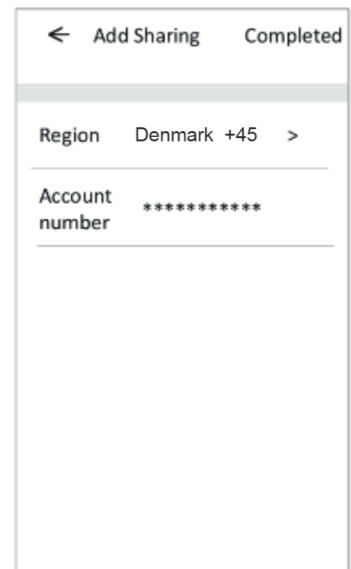 ← Add Sharing Completed
Region Denmark +45 >
Account
number ***********